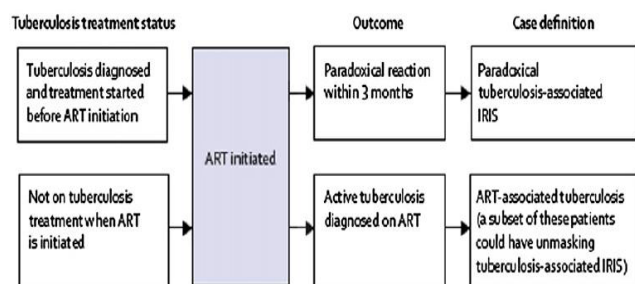 Tuberculosis treatment status
Outcome
Case definition
Tuberculosis diagnosed
and treatment started
before ART initiation
ART initiated
Paradoxical reaction
within 3 months
Paradoxical
tuberculosis-associated
IRIS
Not on tuberculosis
treatment when ART
is initiated
Active tuberculosis
diagnosed on ART
ART-associated tuberculosis
(a subset of these patients
could have unmasking
tuberculosis-associated IRIS)